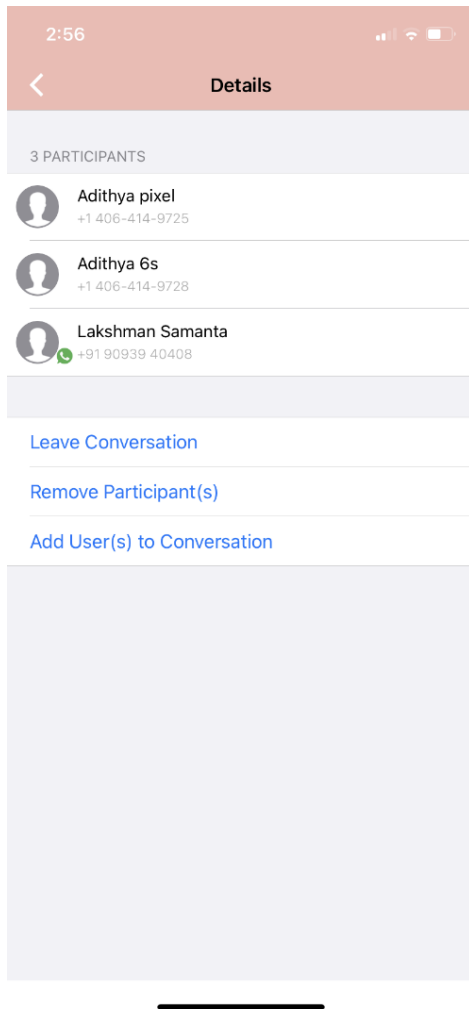 2:56
Details
3 PARTICIPANTS
Adithya pixel
+1 406-414-9725
Adithya 6s
+1 406-414-9728
Lakshman Samanta
+91 90939 40408
Leave Conversation
Remove Participant(s)
Add User(s) to Conversation